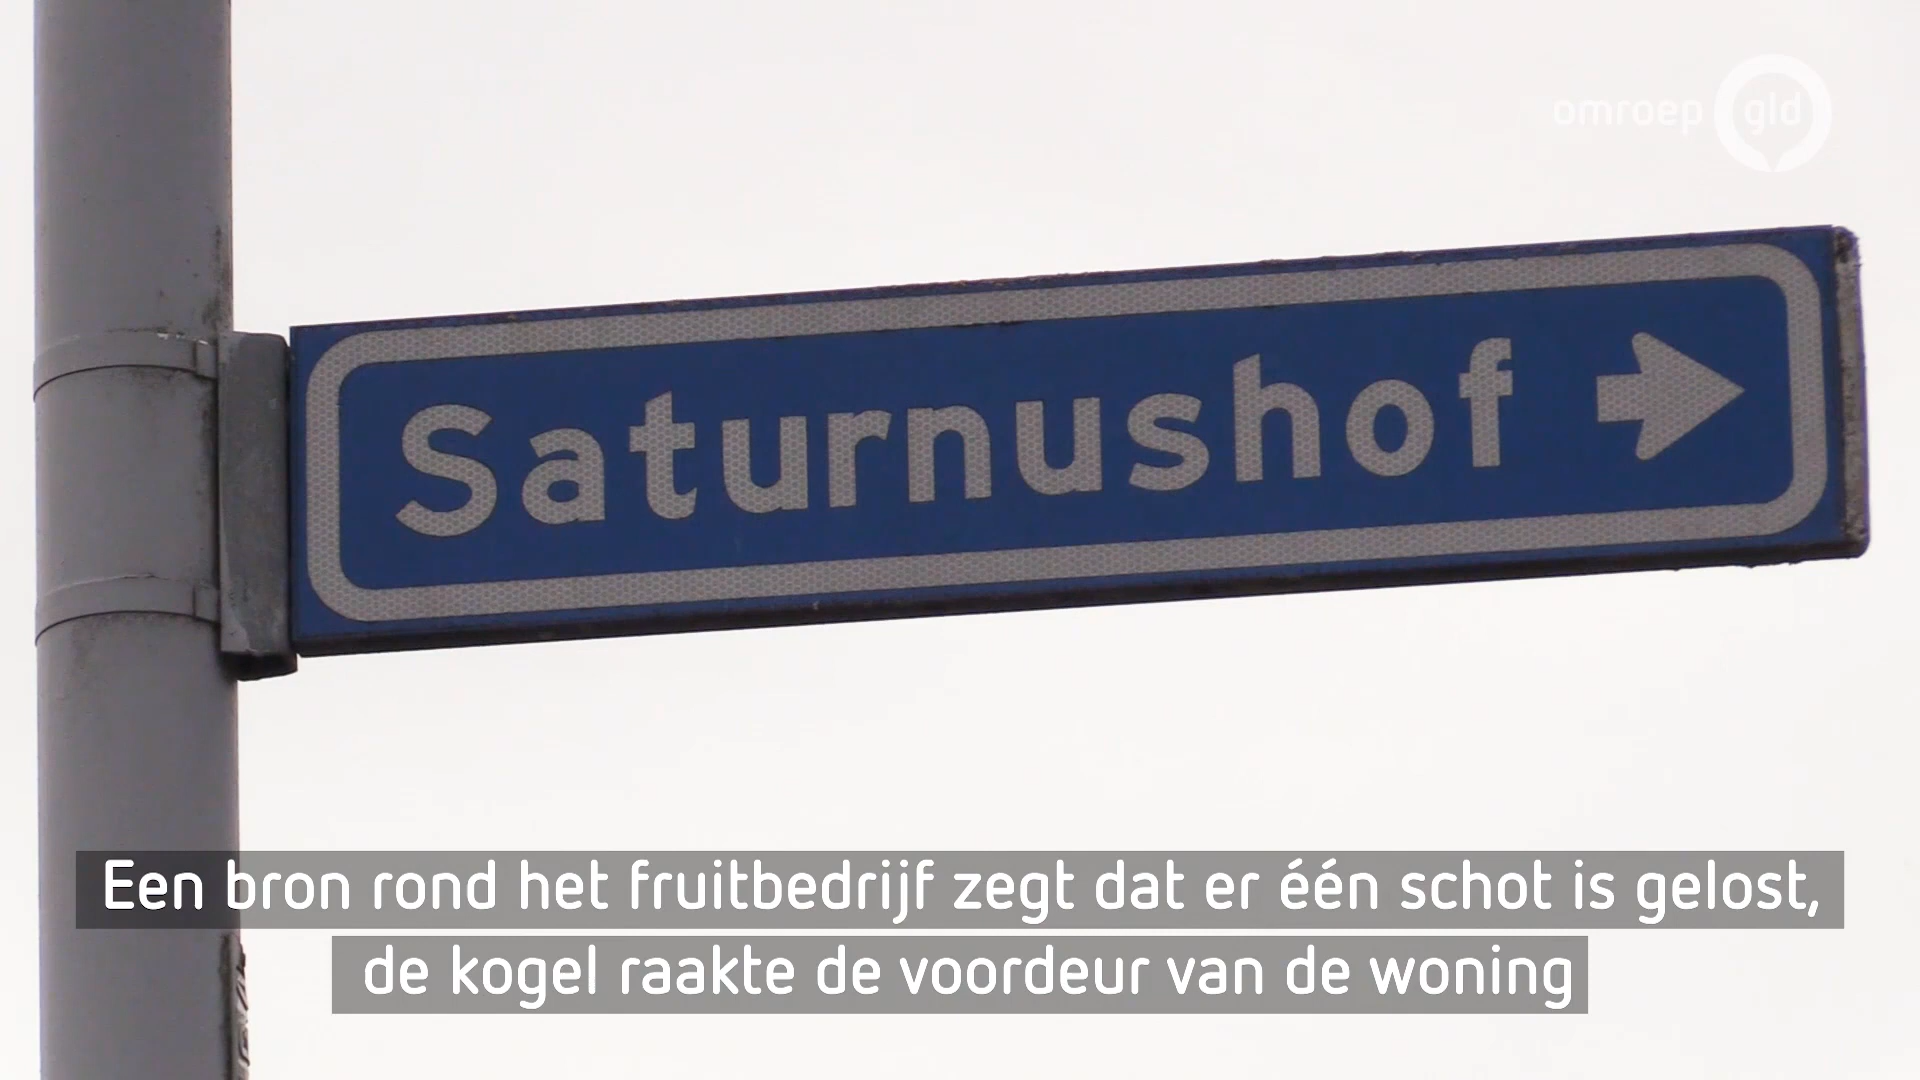 omroep gld
Saturnushof
Een bron rond het fruitbedrijf zegt dat er één schot is gelost,
de kogel raakte de voordeur van de woning